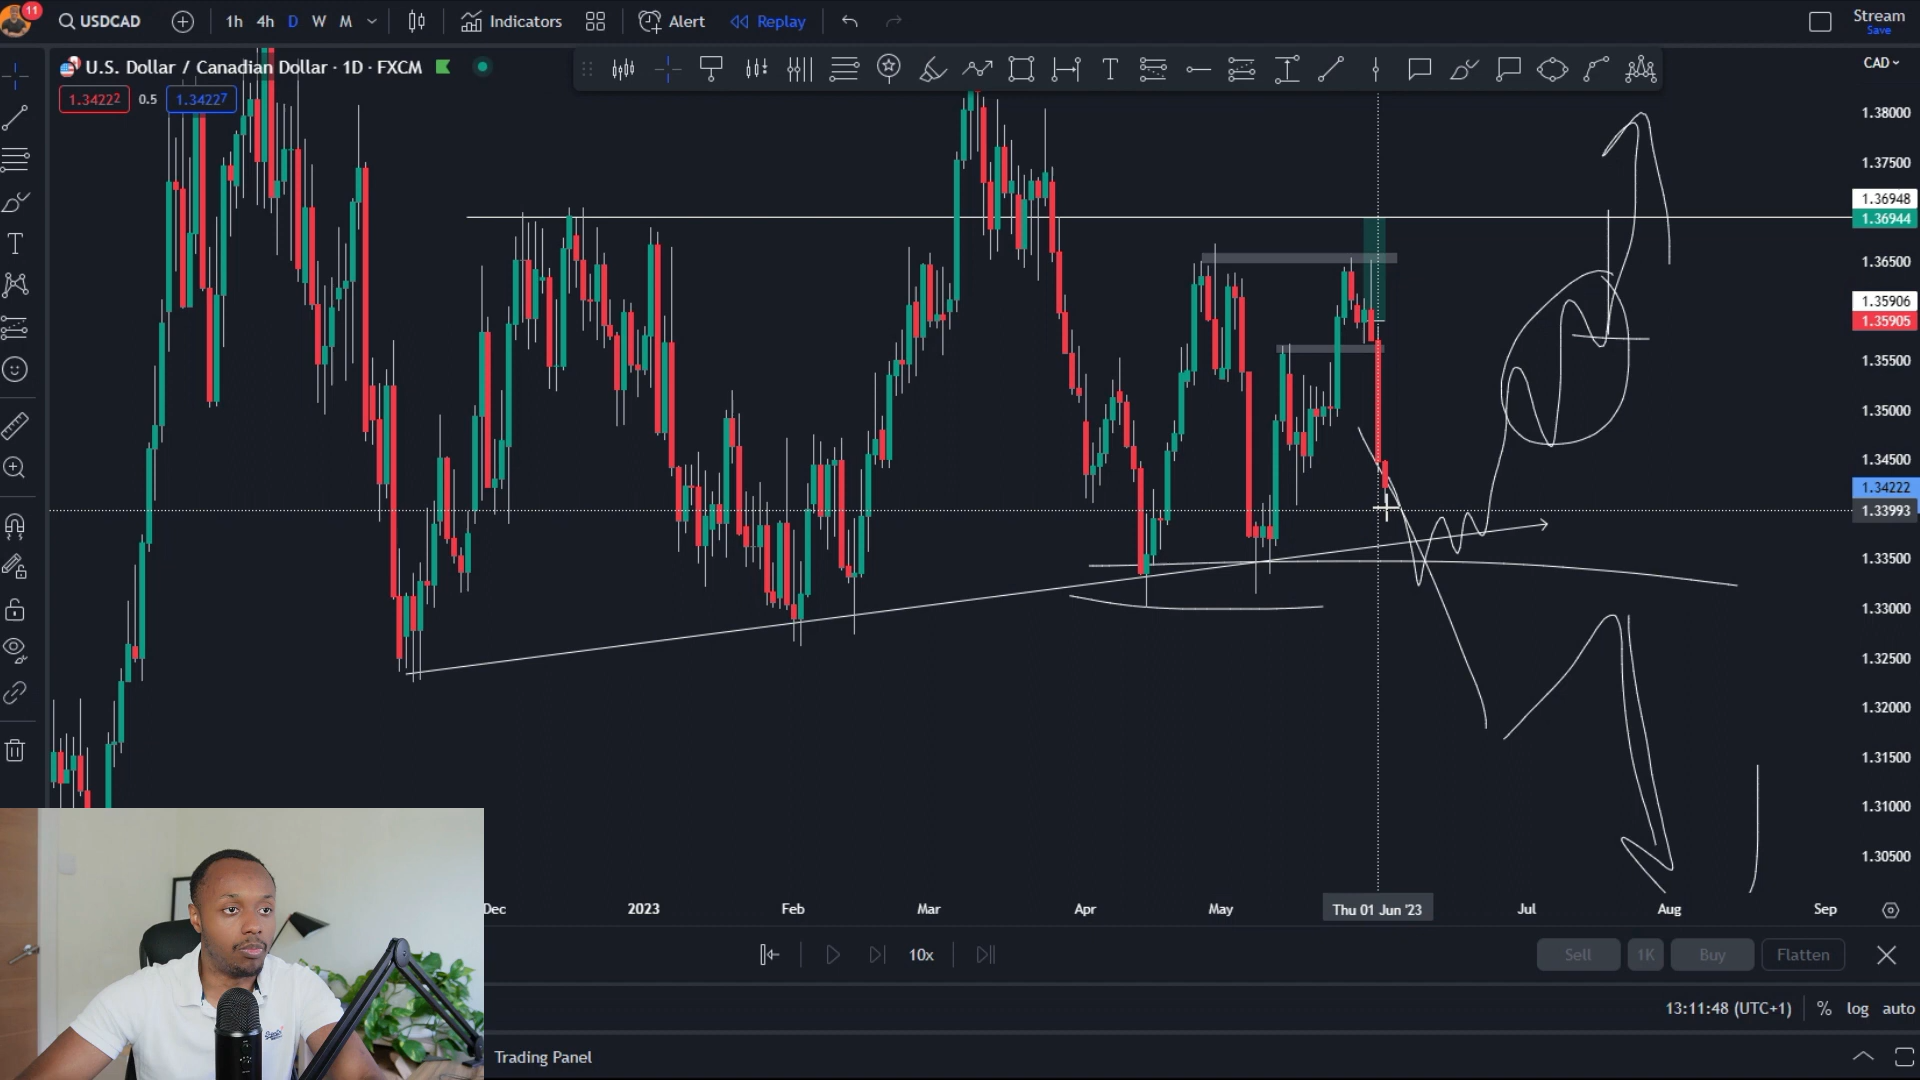 11
USDCAD
1h 4h D W M
Indicators
Alert
Replay
Stream
Save
U.S. Dollar / Canadian Dollar · 1D · FXCM
1.34222 0.5 1.34227
CAD
1.38000
1.37500
1.36948
1.36944
1.36500
1.35906
1.35905
1.35500
1.35000
1.34500
1.34222
1.33993
1.33500
1.33000
1.32500
1.32000
1.31500
1.31000
1.30500
Dec 2023 Feb Mar Apr May Thu 01 Jun '23 Jul Aug Sep
10x
Sell 1K Buy Flatten
13:11:48 (UTC+1) % log auto
Trading Panel